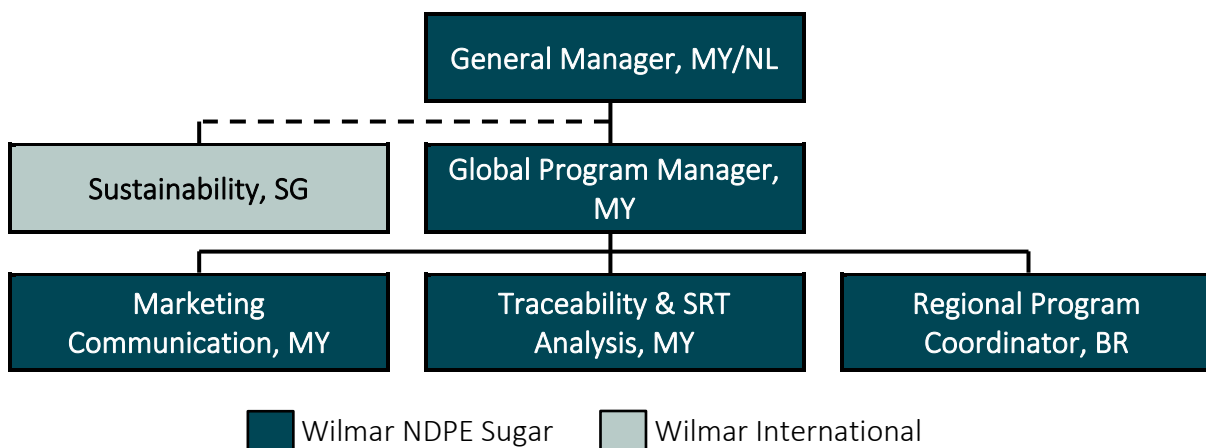 General Manager, MY/NL
Sustainability, SG
Global Program Manager,
MY
Marketing
Communication, MY
Traceability & SRT
Analysis, MY
Regional Program
Coordinator, BR
Wilmar NDPE Sugar
Wilmar International